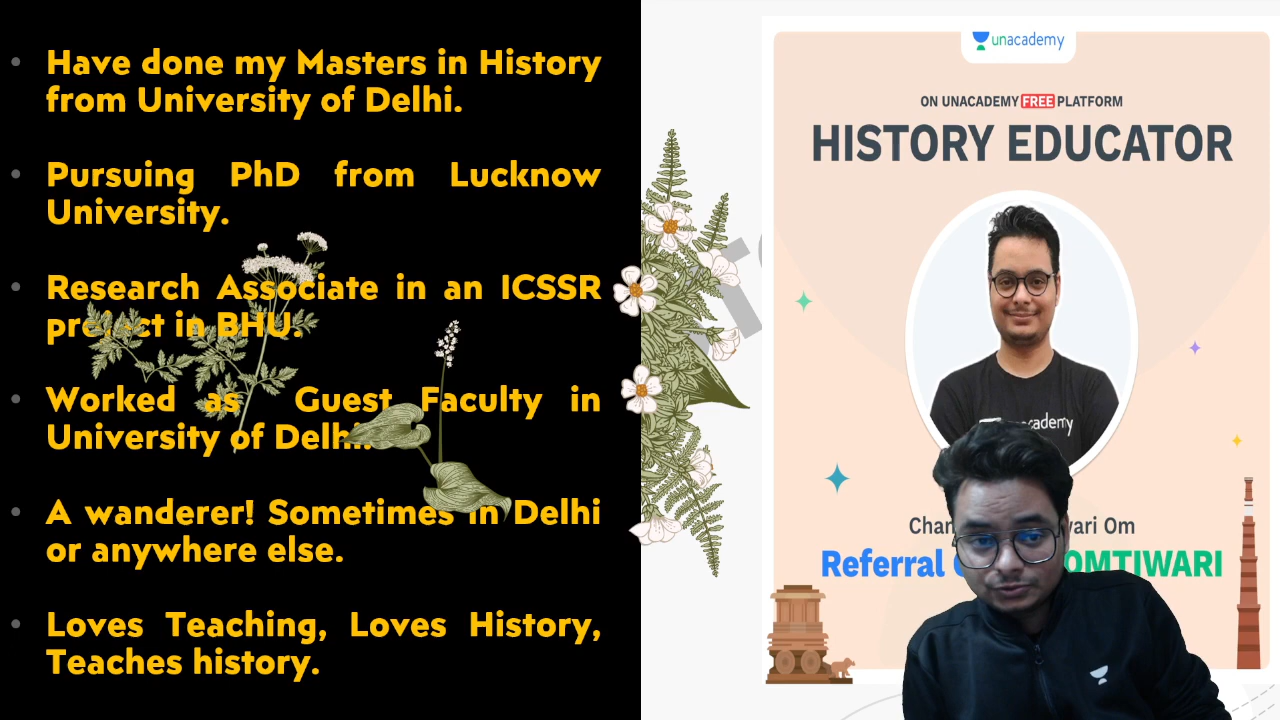 Have done my Masters in History
from University of Delhi.
Pursuing PhD from Lucknow
University.
Research Associate in an ICSSR
project in BHU.
Worked as Guest Faculty in
University of Delhi.
A wanderer! Sometimes in Delhi
or anywhere else.
Loves Teaching, Loves History,
Teaches history.
unacademy
ON UNACADEMY FREE PLATFORM
HISTORY EDUCATOR
unacademy
Om
Referral OMTIWARI